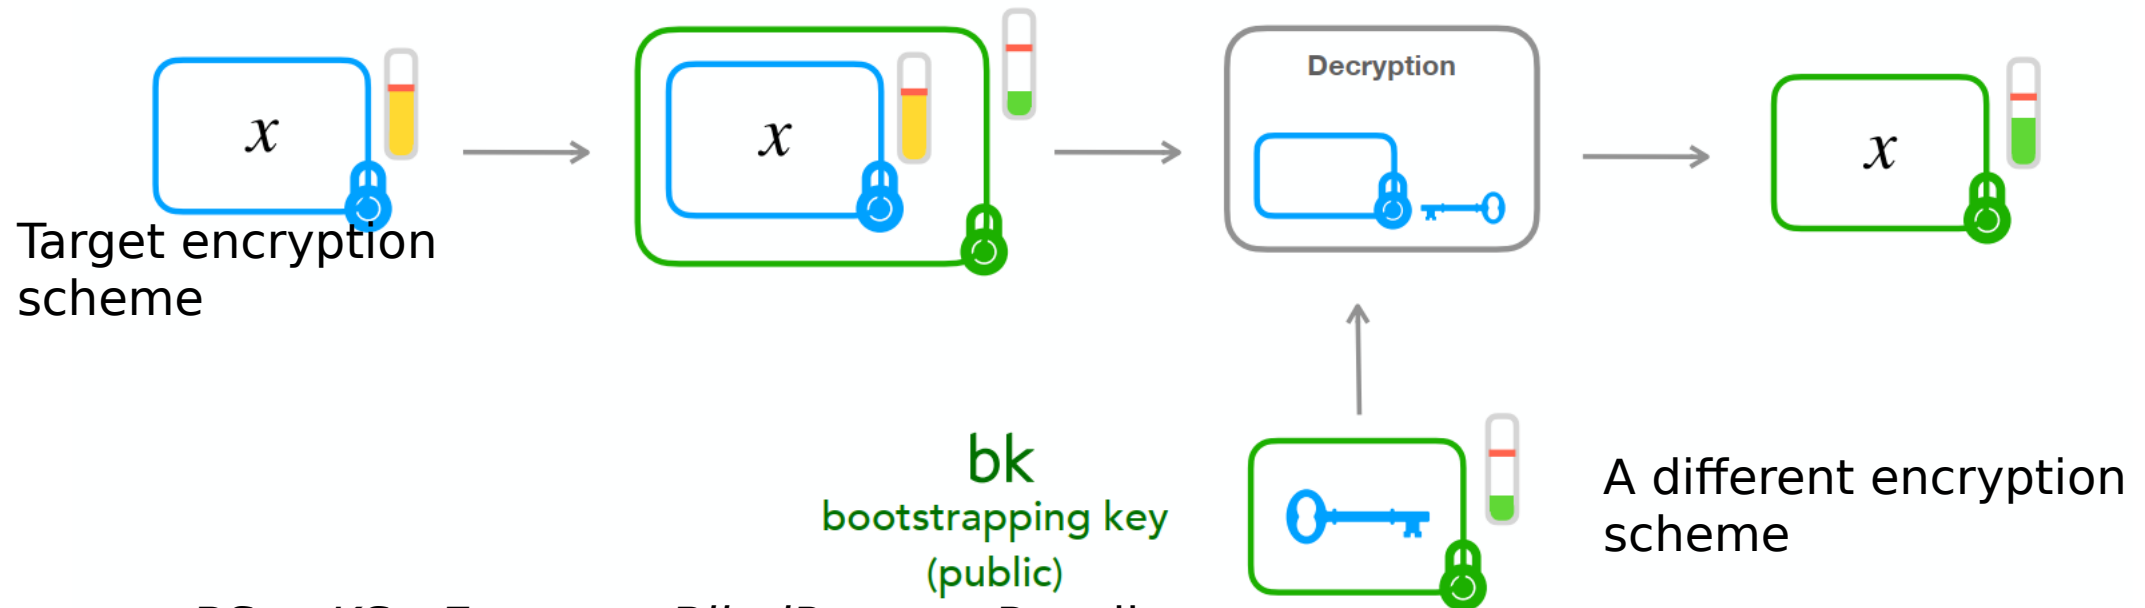 x
x
Decryption
x
Target encryption
scheme
bk
bootstrapping key
(public)
A different encryption
scheme